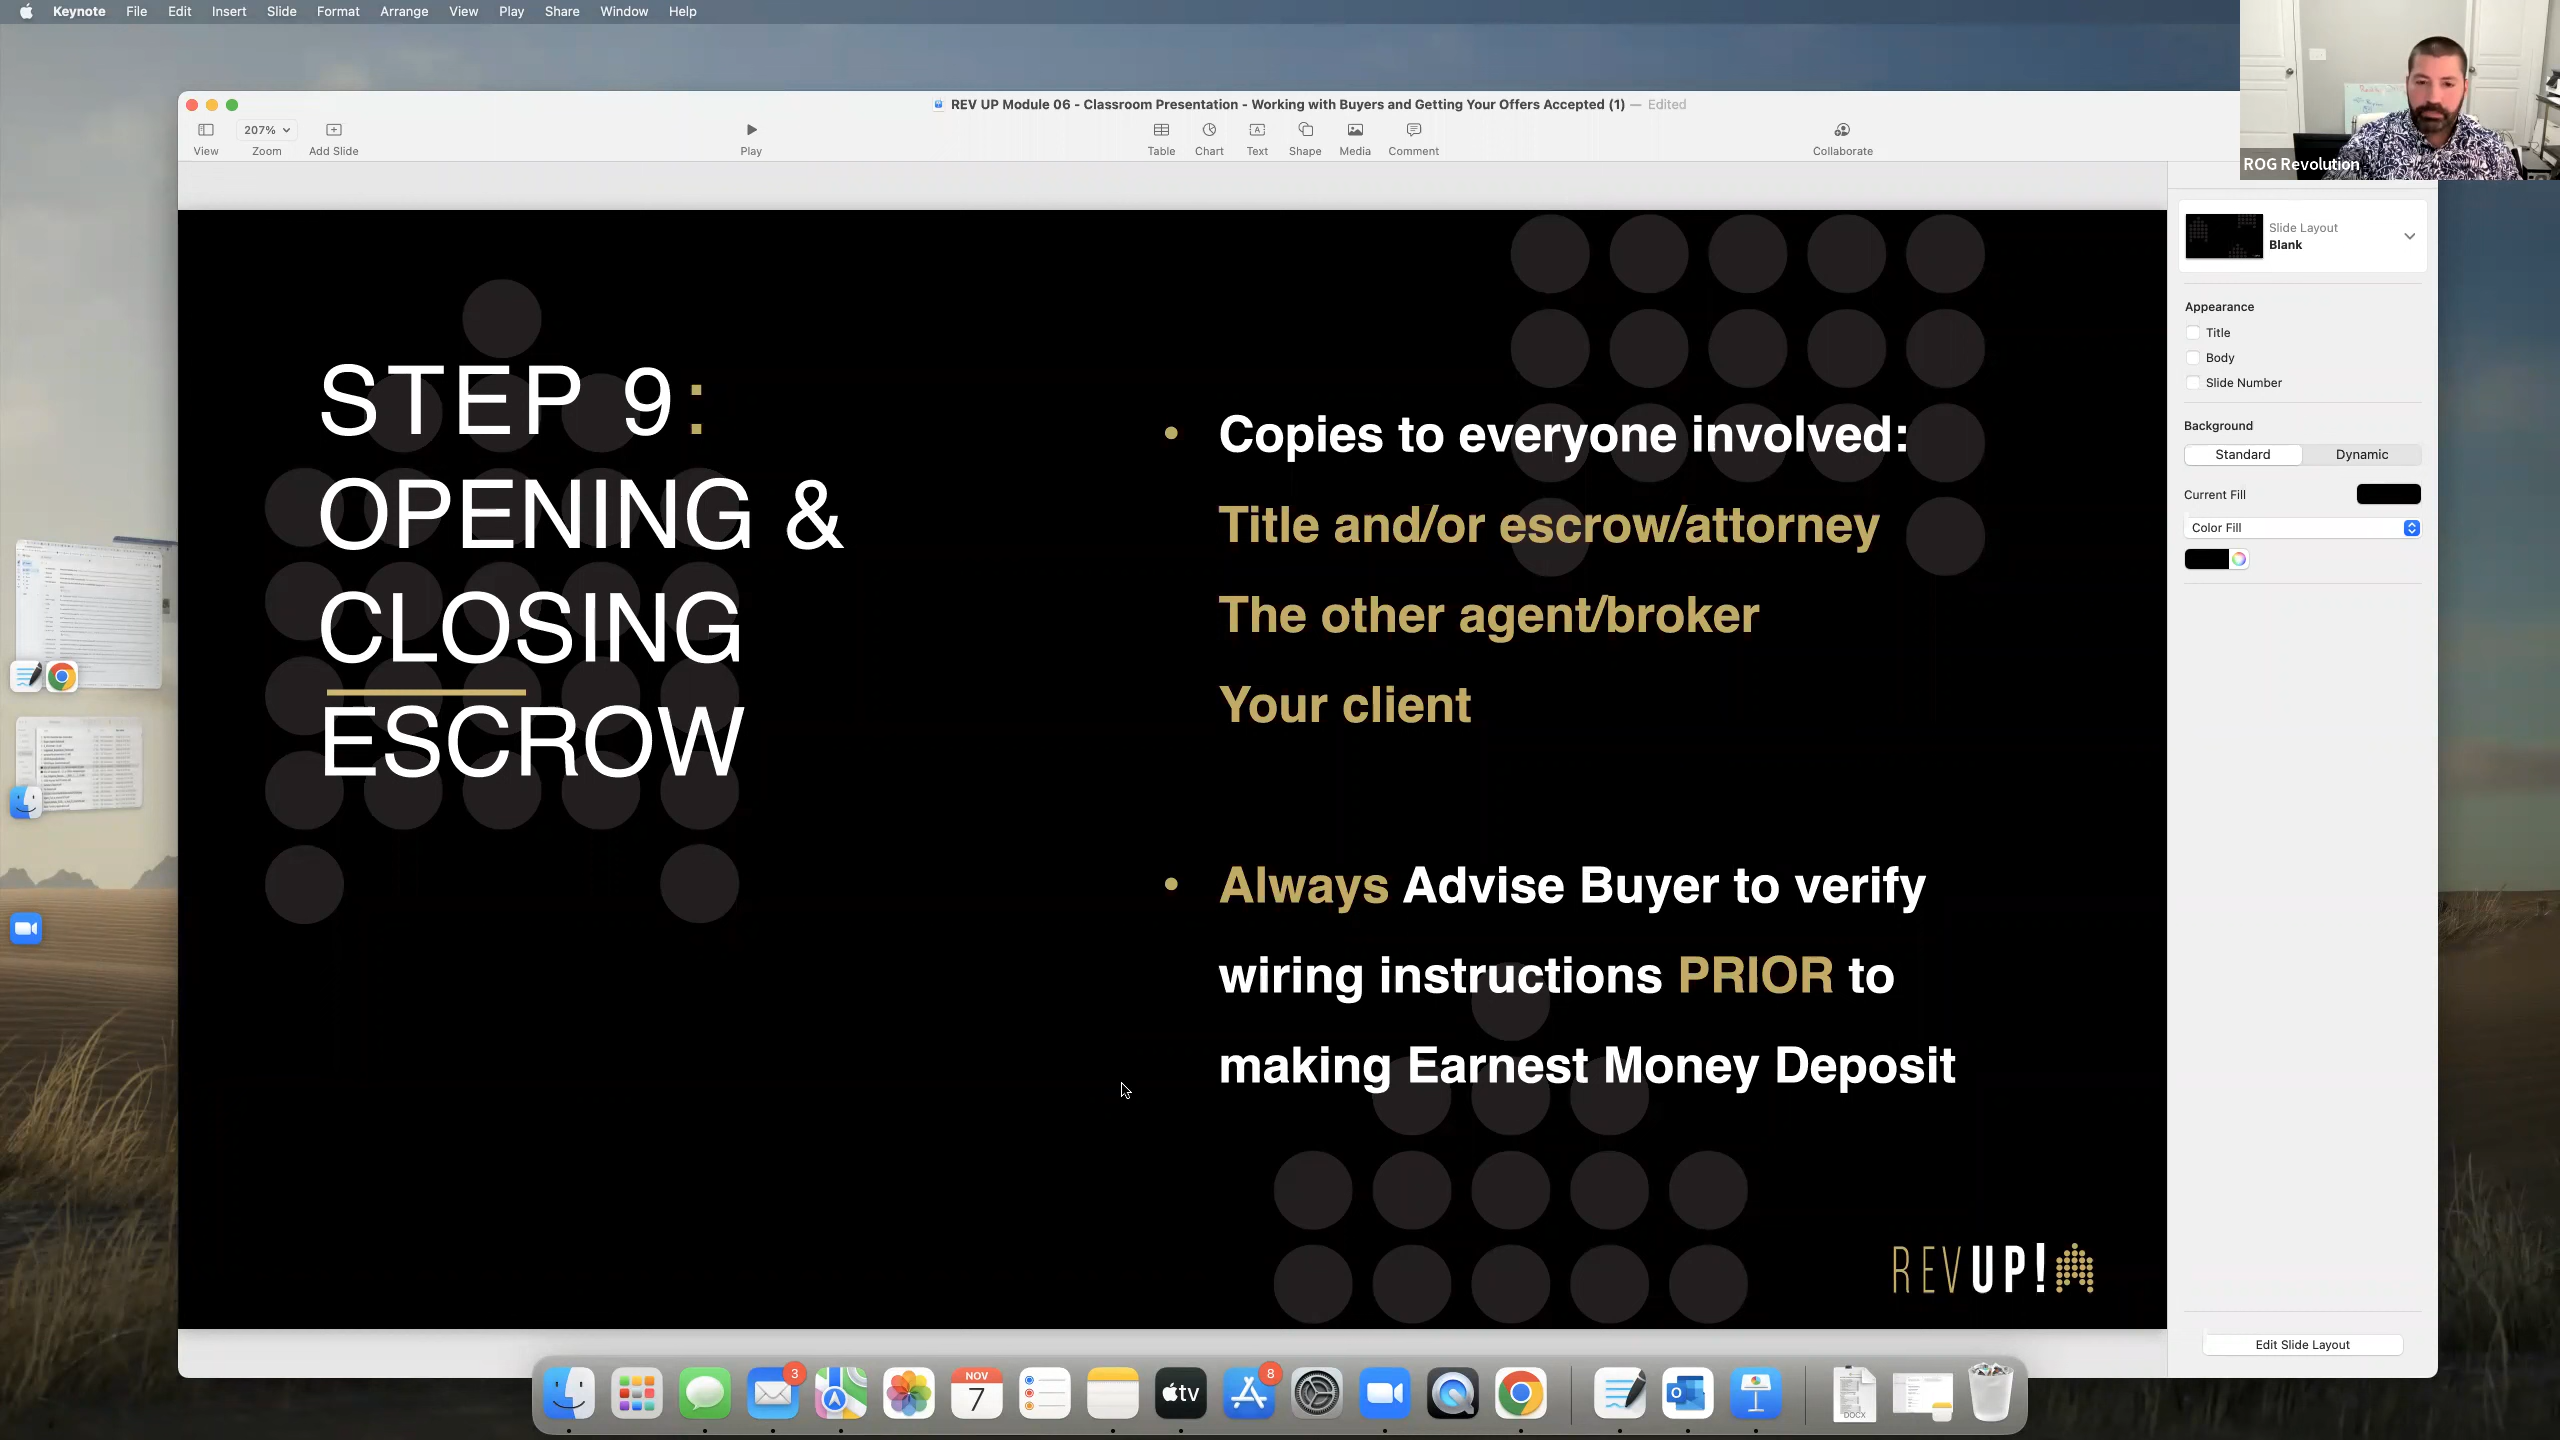 Keynote File Edit Insert Slide Format Arrange View Play Share Window Help
REV UP Module 06 - Classroom Presentation - Working with Buyers and Getting Your Offers Accepted (1) — Edited
207%
View Zoom Add Slide Play Table Chart Text Shape Media Comment Collaborate
ROG Revolution
STEP 9:
OPENING &
CLOSING
ESCROW
• Copies to everyone involved:
Title and/or escrow/attorney
The other agent/broker
Your client
• Always Advise Buyer to verify
wiring instructions PRIOR to
making Earnest Money Deposit
REVUP!
Slide Layout
Blank
Appearance
Title
Body
Slide Number
Background
Standard Dynamic
Current Fill
Color Fill
Edit Slide Layout
3
NOV
7
tv
8
DOCX